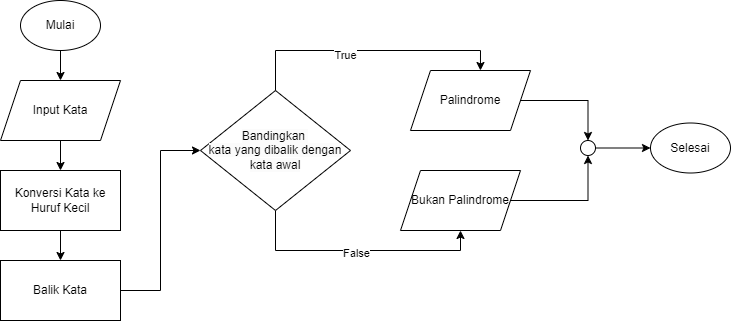 Mulai
Input Kata
Konversi Kata ke
Huruf Kecil
Balik Kata
Bandingkan
kata yang dibalik dengan
kata awal
True
False
Palindrome
Bukan Palindrome
Selesai